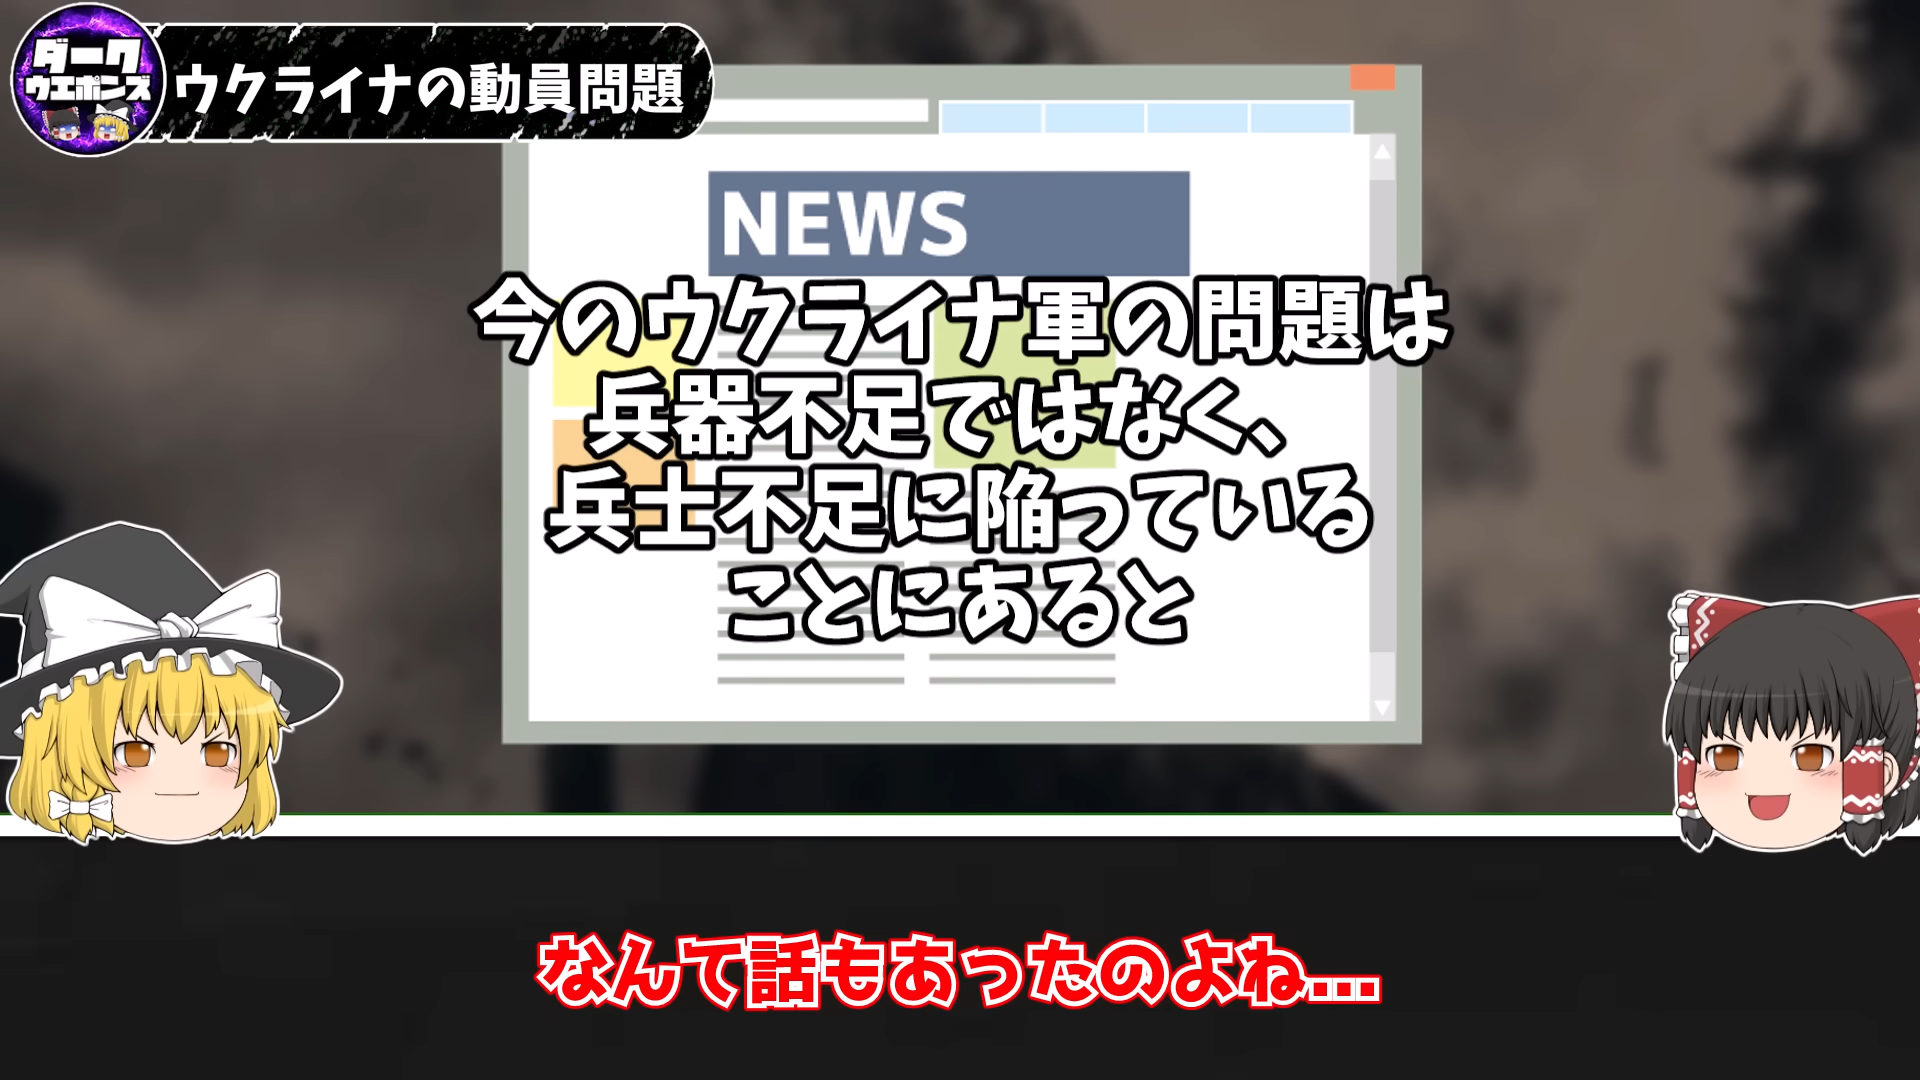 ダーク
ウエポンズ
ウクライナの動員問題
NEWS
今のウクライナ軍の問題は
兵器不足ではなく、
兵士不足に陥っている
ことにあると
なんて話もあったのよね...